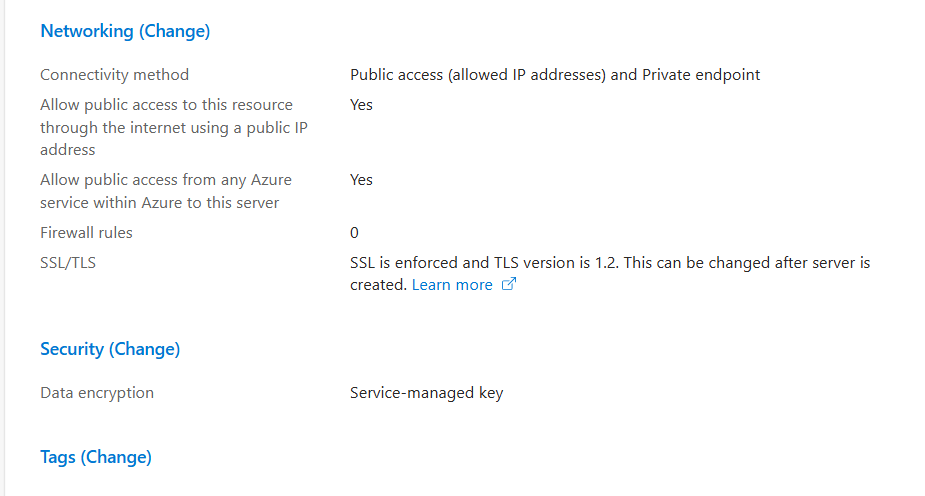 Networking (Change)
Connectivity method
Public access (allowed IP addresses) and Private endpoint
Allow public access to this resource
through the internet using a public IP
address
Yes
Allow public access from any Azure
service within Azure to this server
Yes
Firewall rules
0
SSL/TLS
SSL is enforced and TLS version is 1.2. This can be changed after server is
created. Learn more
Security (Change)
Data encryption
Service-managed key
Tags (Change)